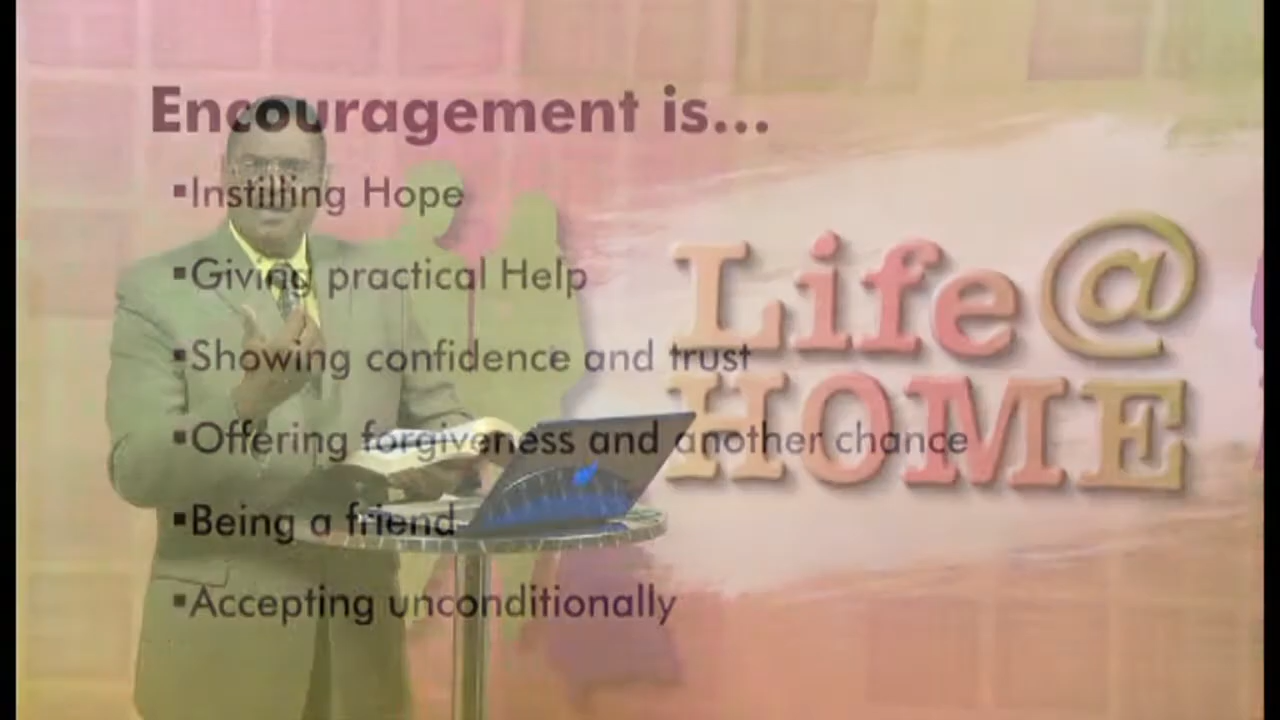 Encouragement is...
▪Instilling Hope
▪Giving practical Help
▪Showing confidence and trust
▪Offering forgiveness and another chance
▪Being a friend
▪Accepting unconditionally
Life@
HOME